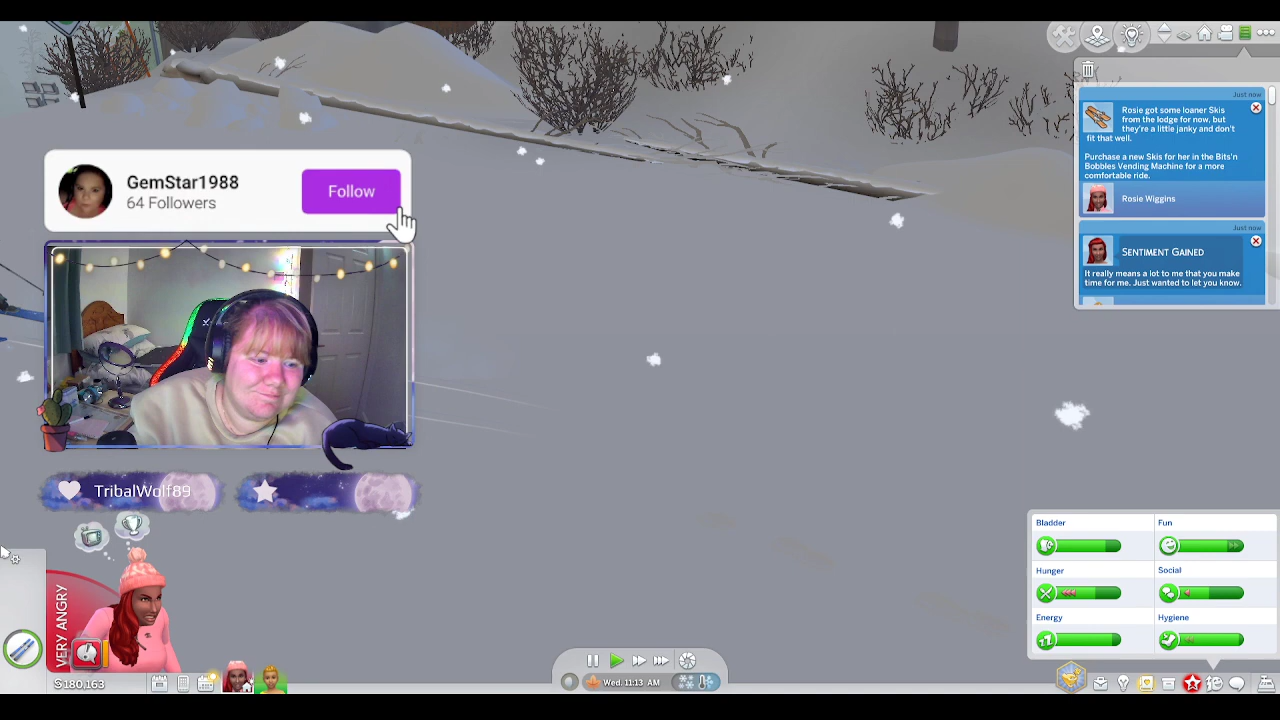 GemStar1988
64 Followers
Follow
TribalWolf89
VERY ANGRY
$180,163
Wed. 11:13 AM
Just now
Rosie got some loaner Skis
from the lodge for now, but
they're a little janky and don't
fit that well.
Purchase a new Skis for her in the Bits'n
Bobbles Vending Machine for a more
comfortable ride.
Rosie Wiggins
Just now
SENTIMENT GAINED
It really means a lot to me that you make
time for me. Just wanted to let you know.
Bladder
Fun
Hunger
Social
Energy
Hygiene